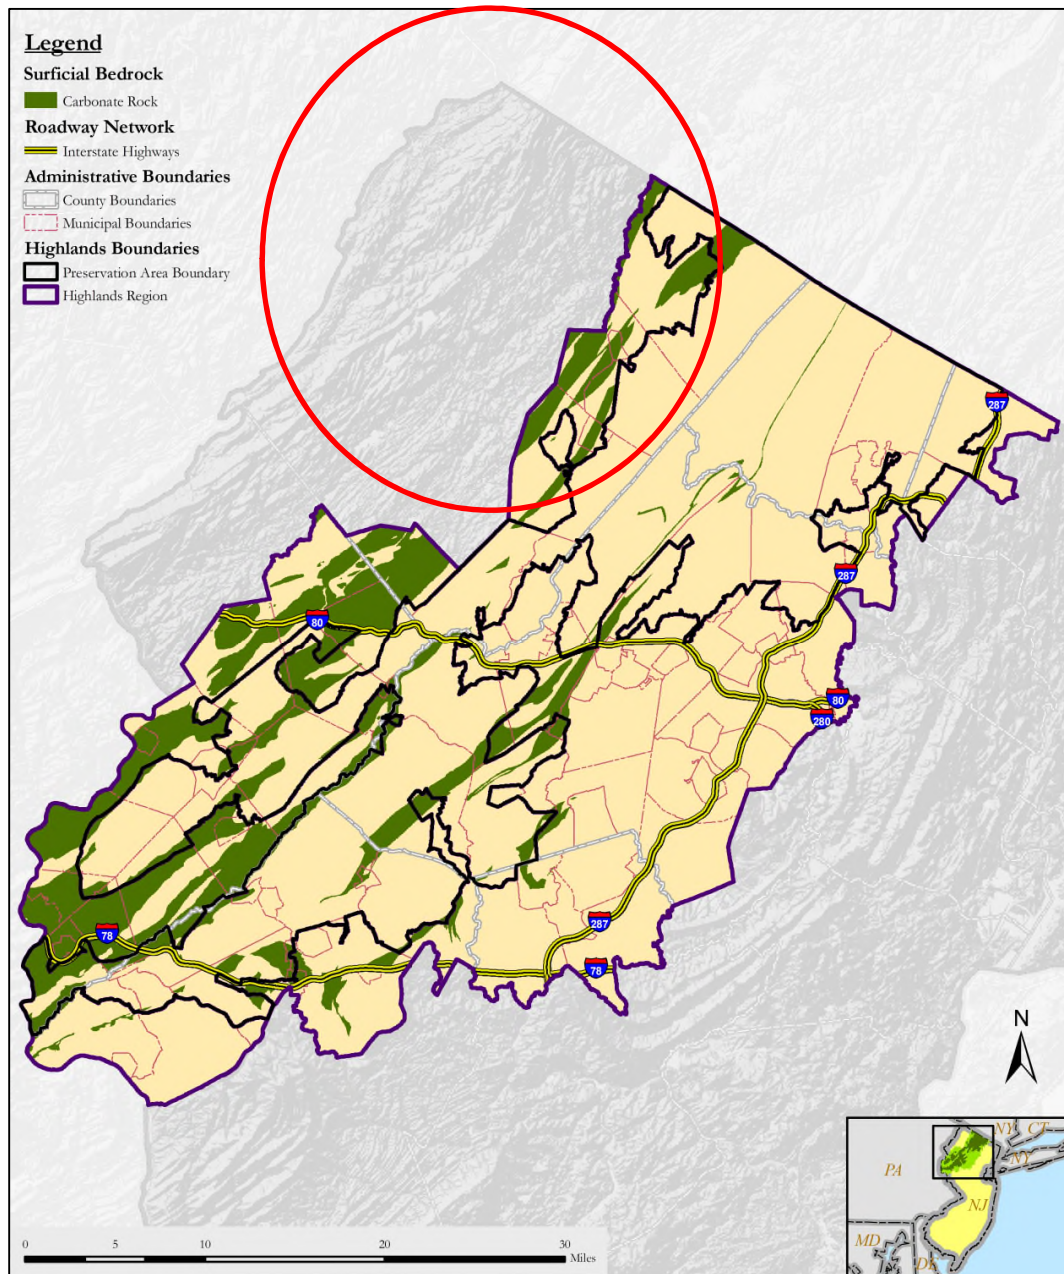 Legend
Surficial Bedrock
Carbonate Rock
Roadway Network
Interstate Highways
Administrative Boundaries
County Boundaries
Municipal Boundaries
Highlands Boundaries
Preservation Area Boundary
Highlands Region
287
287
80
80
280
78
287
78
N
NY CT
NY
PA
NJ
MD
DE
0 5 10 20 30
Miles